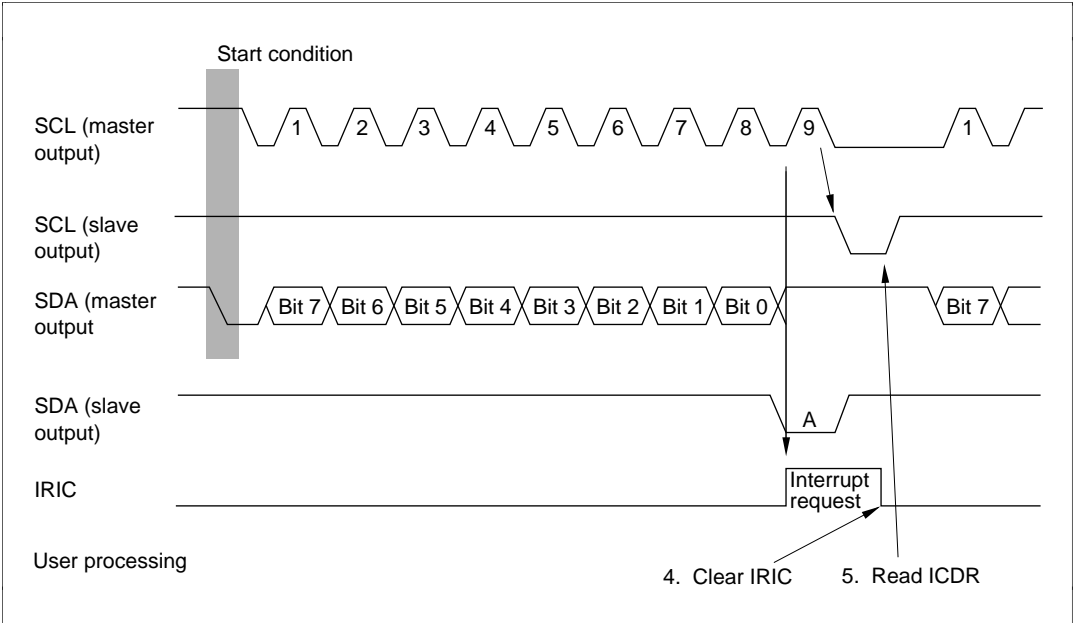 Start condition
SCL (master
output)
1 2 3 4 5 6 7 8 9 1
SCL (slave
output)
SDA (master
output
Bit 7 Bit 6 Bit 5 Bit 4 Bit 3 Bit 2 Bit 1 Bit 0 Bit 7
SDA (slave
output)
A
IRIC
Interrupt
request
User processing
4. Clear IRIC 5. Read ICDR